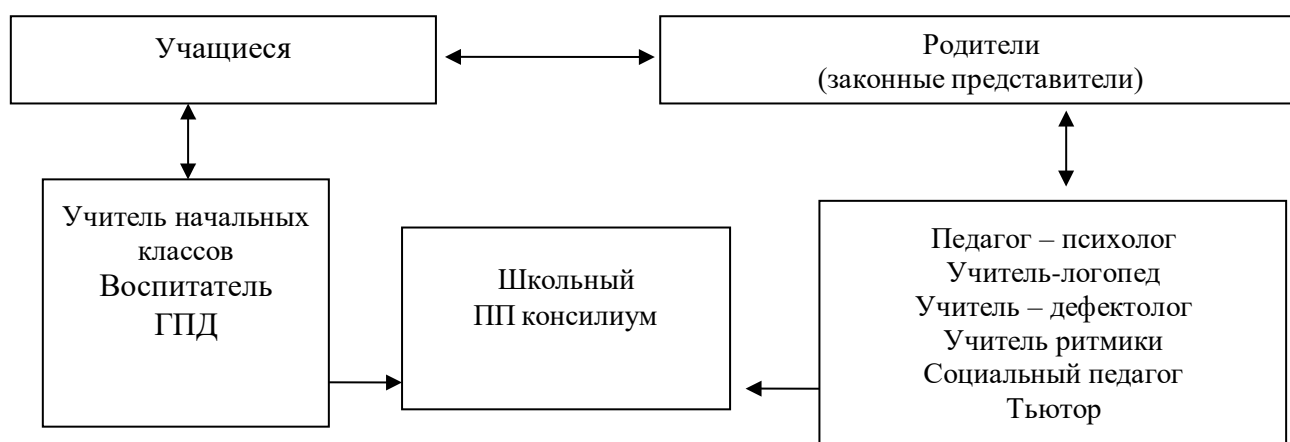 Учащиеся
Родители
(законные представители)
Учитель начальных
классов
Воспитатель
ГПД
Школьный
ПП консилиум
Педагог – психолог
Учитель-логопед
Учитель – дефектолог
Учитель ритмики
Социальный педагог
Тьютор